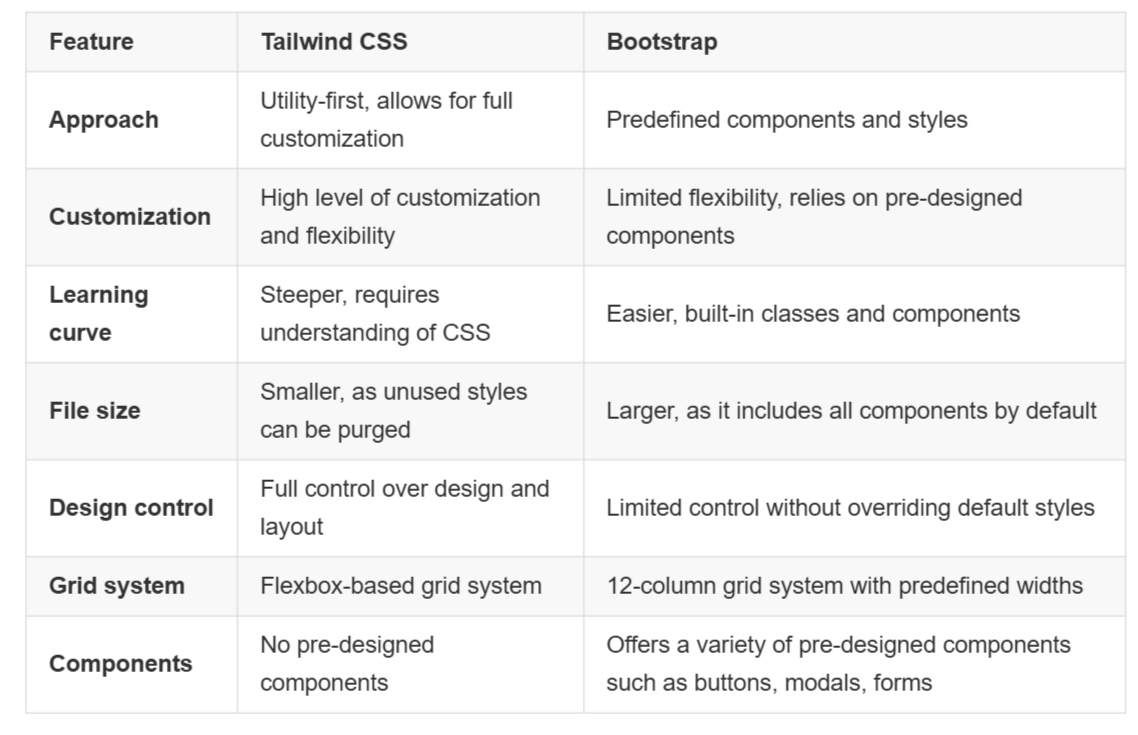 Feature Tailwind CSS Bootstrap
Approach
Utility-first, allows for full
customization
Predefined components and styles
Customization
High level of customization
and flexibility
Limited flexibility, relies on pre-designed
components
Learning
curve
Steeper, requires
understanding of CSS
Easier, built-in classes and components
File size
Smaller, as unused styles
can be purged
Larger, as it includes all components by default
Design control
Full control over design and
layout
Limited control without overriding default styles
Grid system
Flexbox-based grid system
12-column grid system with predefined widths
Components
No pre-designed
components
Offers a variety of pre-designed components
such as buttons, modals, forms